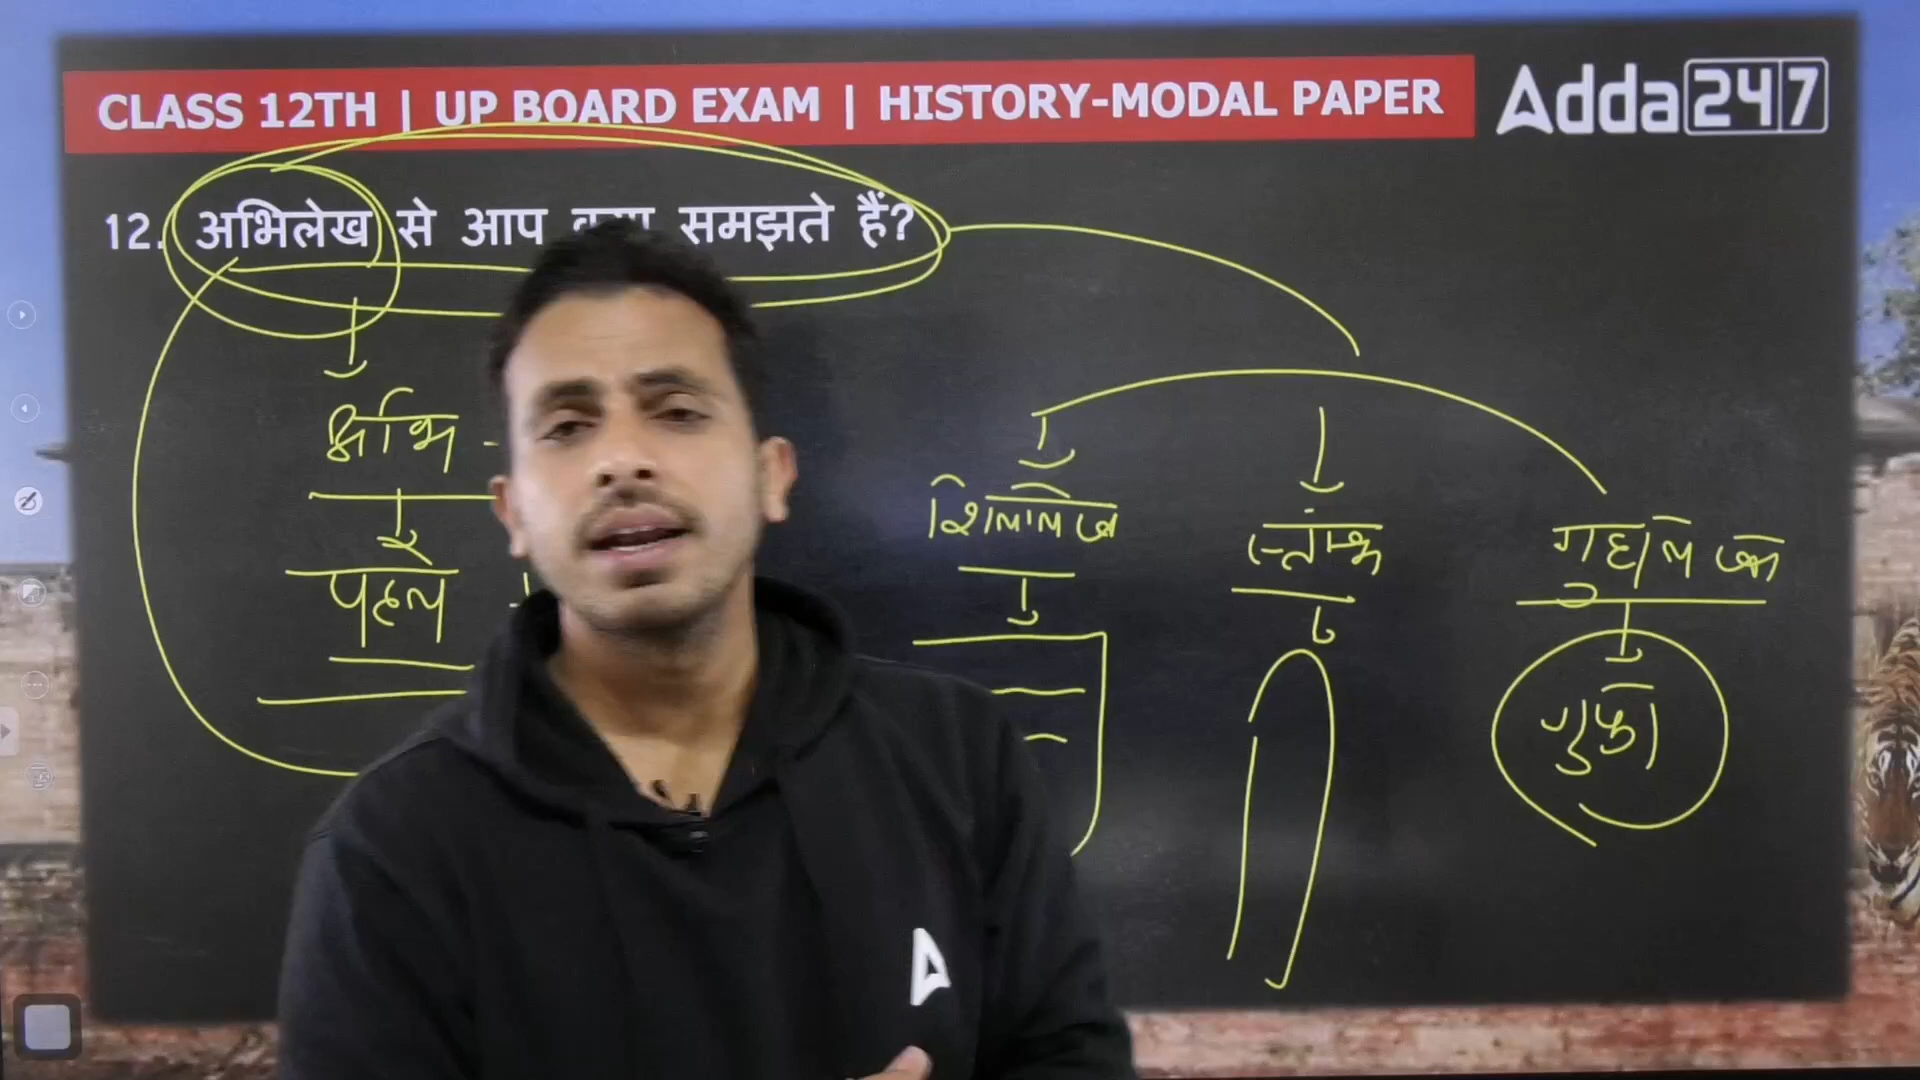 CLASS 12TH | UP BOARD EXAM | HISTORY-MODAL PAPER
Adda247
12. अभिलेख से आप क्या समझते हैं?
अभि -
पहल
शिलालेख
स्तम्भ
गुहालेख
गुफा